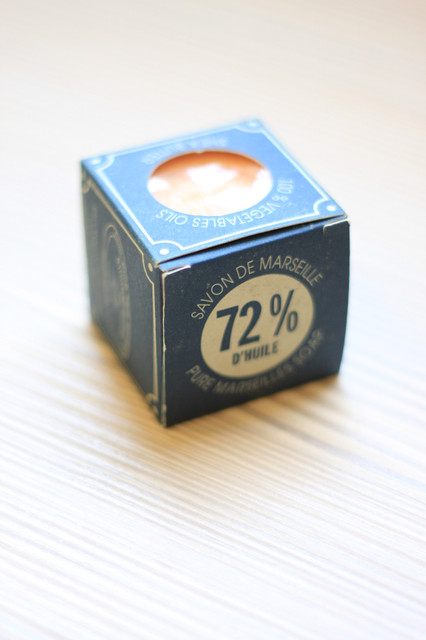 100% VEGETABLES OILS
SAVON DE MARSEILLE
72%
D'HUILE
PURE MARSEILLES SOAP